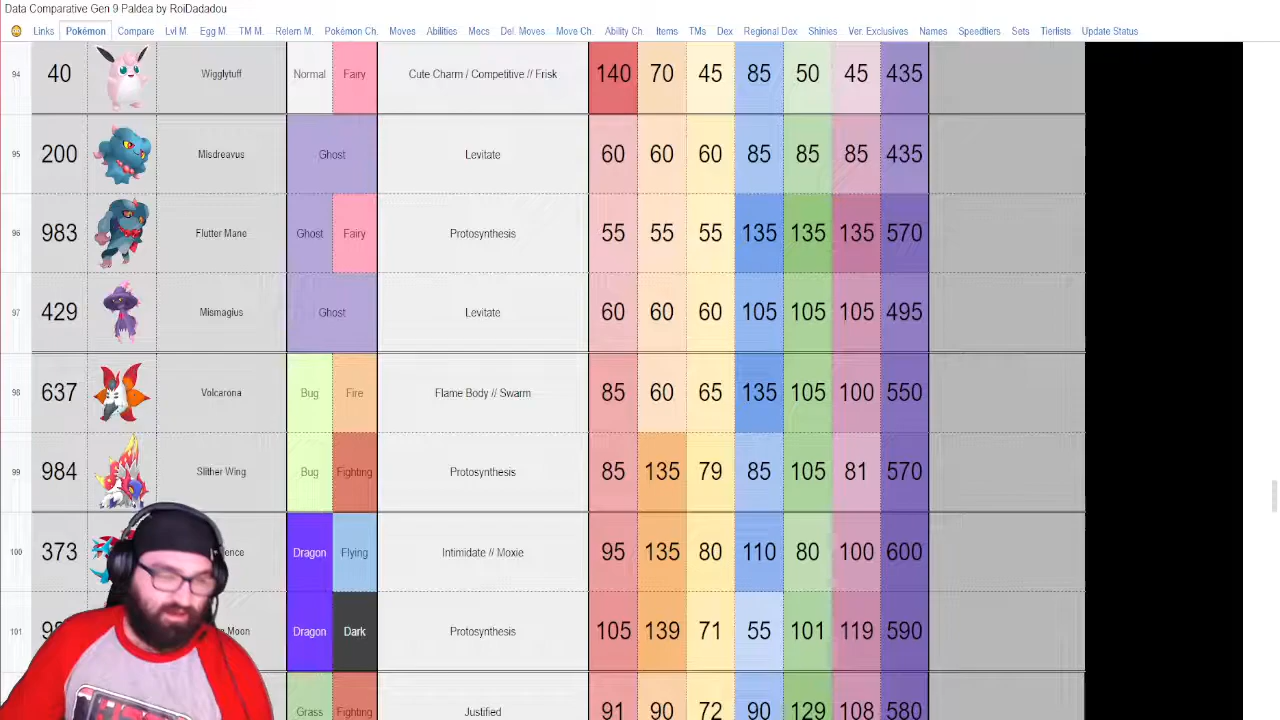 Data Comparative Gen 9 Paldea by RoiDadadou
Links Pokémon Compare Lvl M. Egg M. TM M. Relem M. Pokémon Ch. Moves Abilities Mecs Del. Moves Move Ch. Ability Ch. Items TMs Dex Regional Dex Shinies Ver. Exclusives Names Speedtiers Sets Tierlists Update Status
94 40 Wigglytuff Normal Fairy Cute Charm / Competitive // Frisk 140 70 45 85 50 45 435
95 200 Misdreavus Ghost Levitate 60 60 60 85 85 85 435
96 983 Flutter Mane Ghost Fairy Protosynthesis 55 55 55 135 135 135 570
97 429 Mismagius Ghost Levitate 60 60 60 105 105 105 495
98 637 Volcarona Bug Fire Flame Body // Swarm 85 60 65 135 105 100 550
99 984 Slither Wing Bug Fighting Protosynthesis 85 135 79 85 105 81 570
100 373 Dragon Flying Intimidate // Moxie 95 135 80 110 80 100 600
101 Moon Dragon Dark Protosynthesis 105 139 71 55 101 119 590
Grass Fighting Justified 91 90 72 90 129 108 580